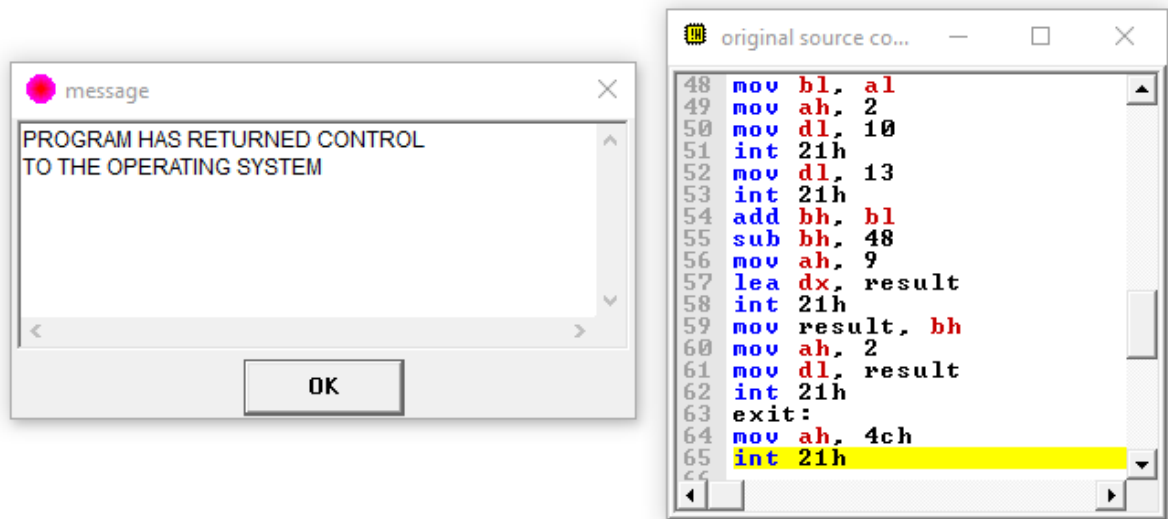 message
PROGRAM HAS RETURNED CONTROL
TO THE OPERATING SYSTEM
OK
original source co...
48 mov bl, al
49 mov ah, 2
50 mov dl, 10
51 int 21h
52 mov dl, 13
53 int 21h
54 add bh, bl
55 sub bh, 48
56 mov ah, 9
57 lea dx, result
58 int 21h
59 mov result, bh
60 mov ah, 2
61 mov dl, result
62 int 21h
63 exit:
64 mov ah, 4ch
65 int 21h